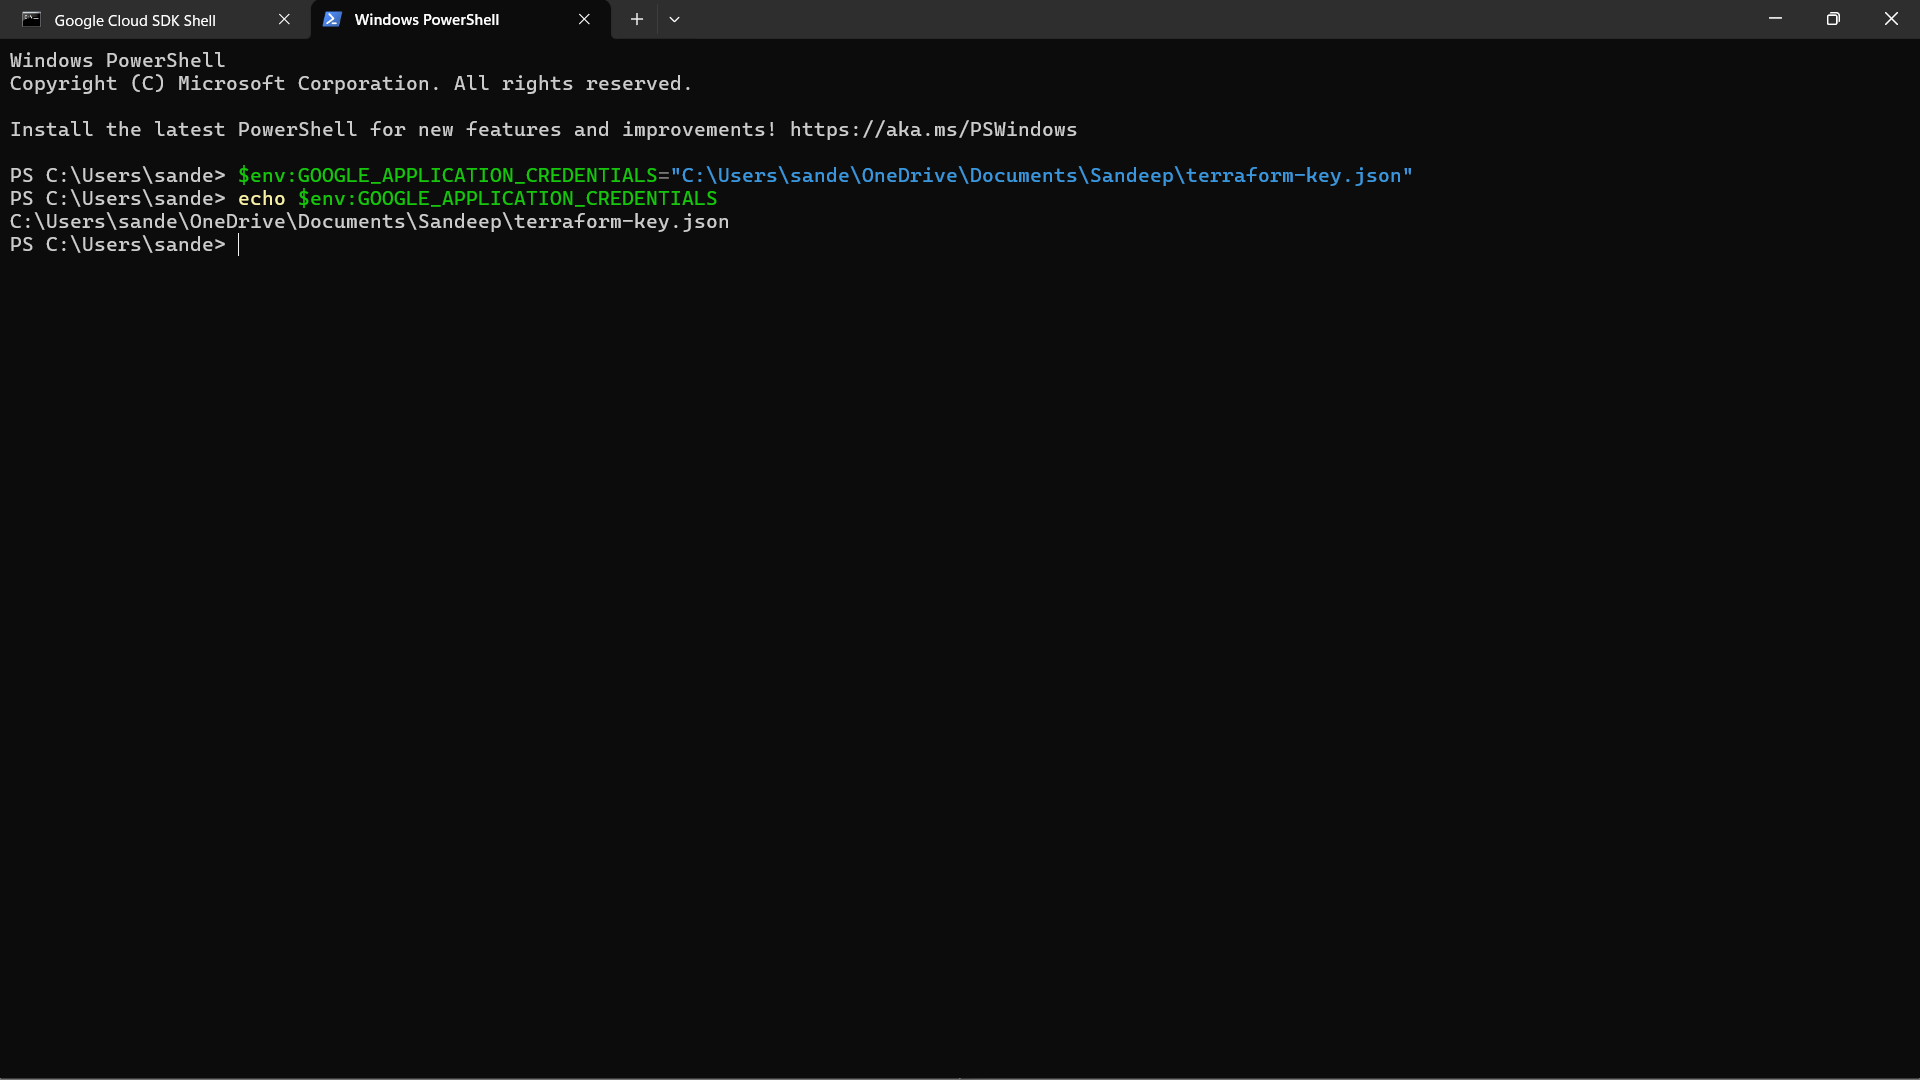 Google Cloud SDK Shell
Windows PowerShell
Windows PowerShell
Copyright (C) Microsoft Corporation. All rights reserved.
Install the latest PowerShell for new features and improvements! https://aka.ms/PSWindows
PS C:\Users\sande> $env:GOOGLE_APPLICATION_CREDENTIALS="C:\Users\sande\OneDrive\Documents\Sandeep\terraform-key.json"
PS C:\Users\sande> echo $env:GOOGLE_APPLICATION_CREDENTIALS
C:\Users\sande\OneDrive\Documents\Sandeep\terraform-key.json
PS C:\Users\sande>